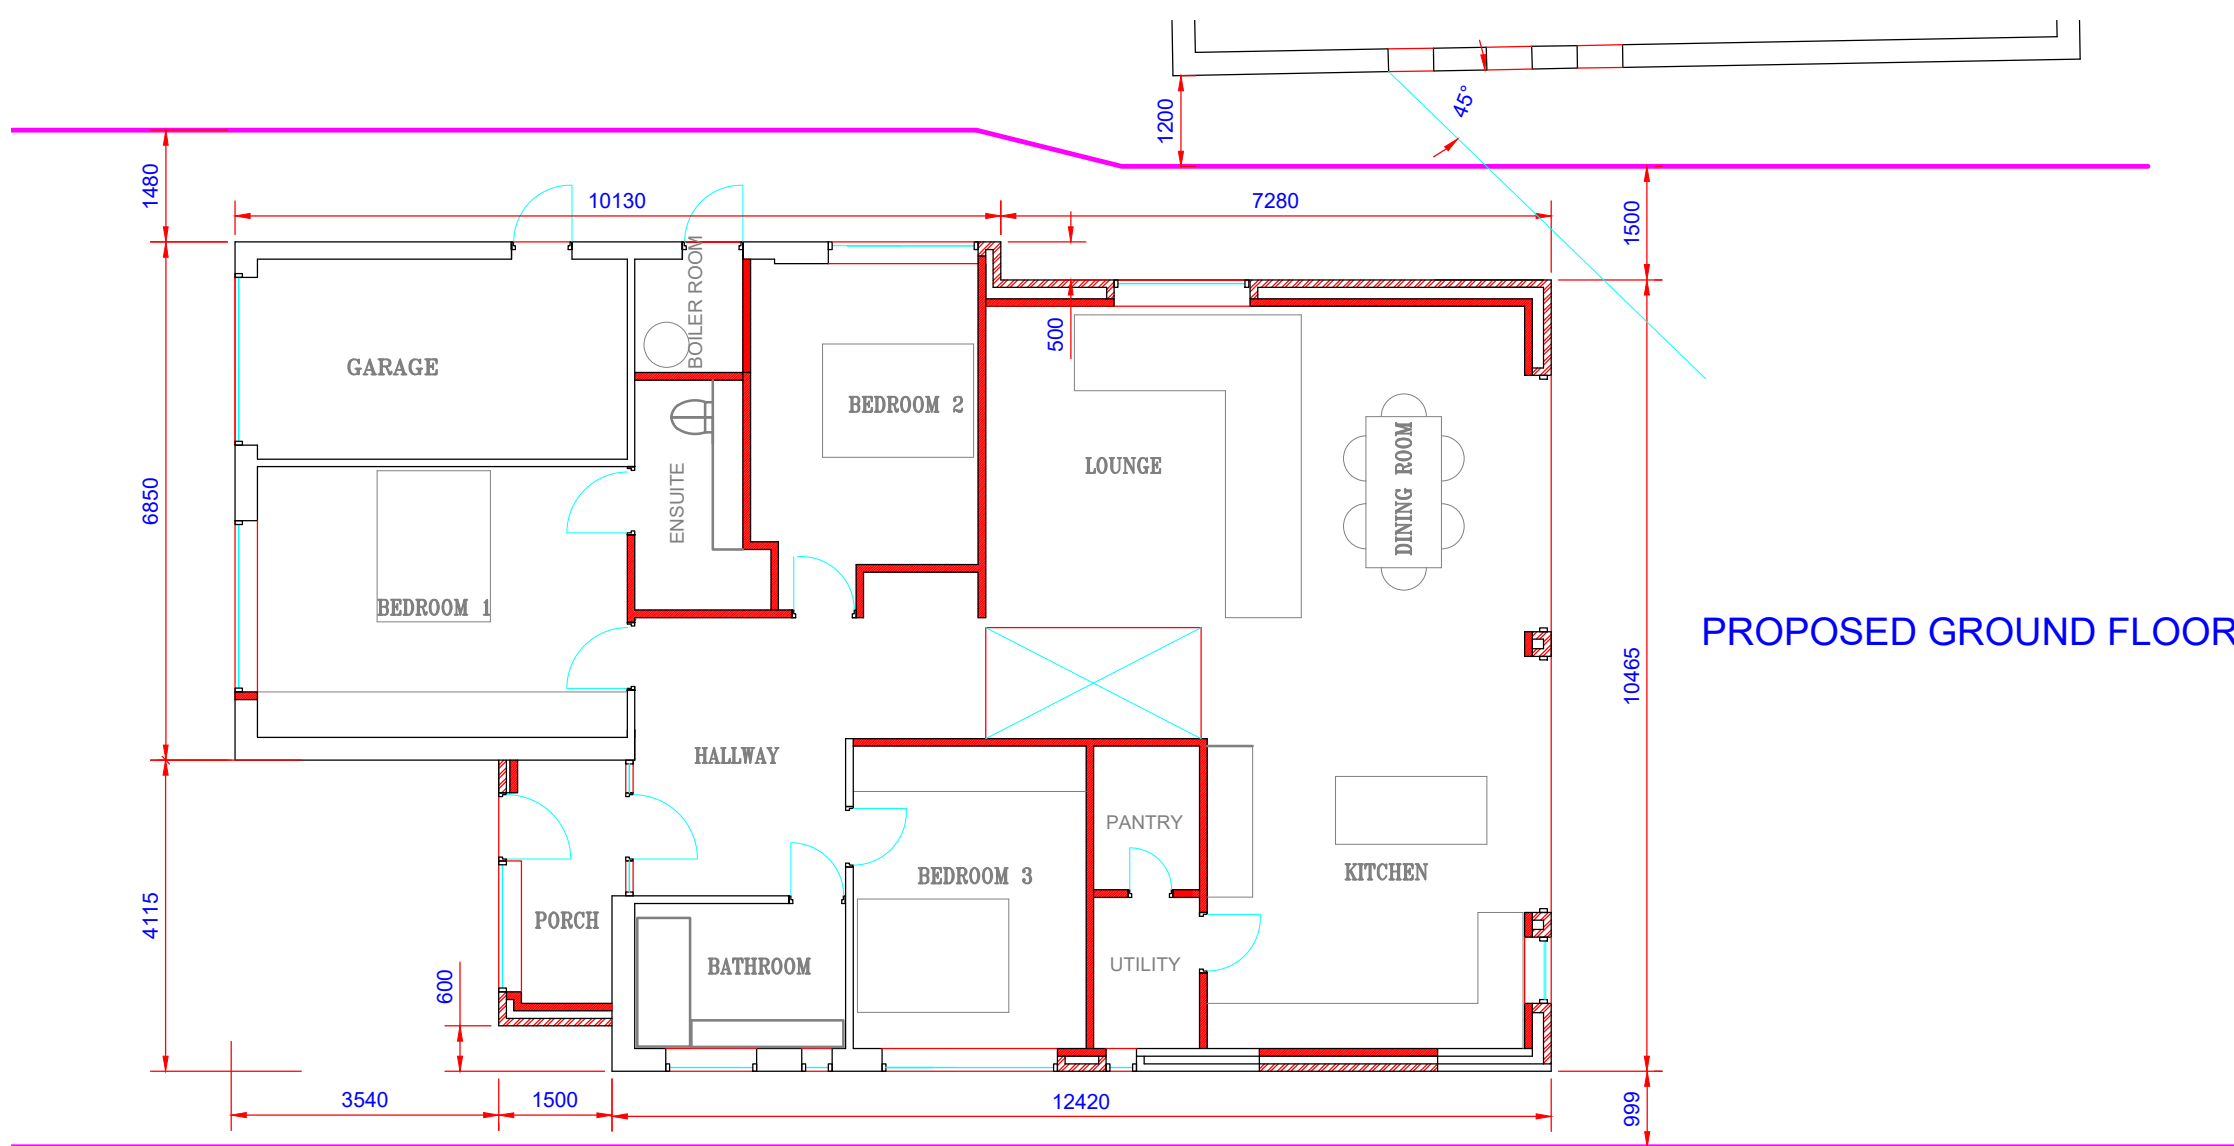 45°
1200
1480
10130
7280
1500
BOILER ROOM
500
GARAGE
BEDROOM 2
LOUNGE
DINING ROOM
6850
ENSUITE
BEDROOM 1
PROPOSED GROUND FLOOR
10465
HALLWAY
PANTRY
BEDROOM 3
KITCHEN
4115
PORCH
BATHROOM
UTILITY
600
3540
1500
12420
999